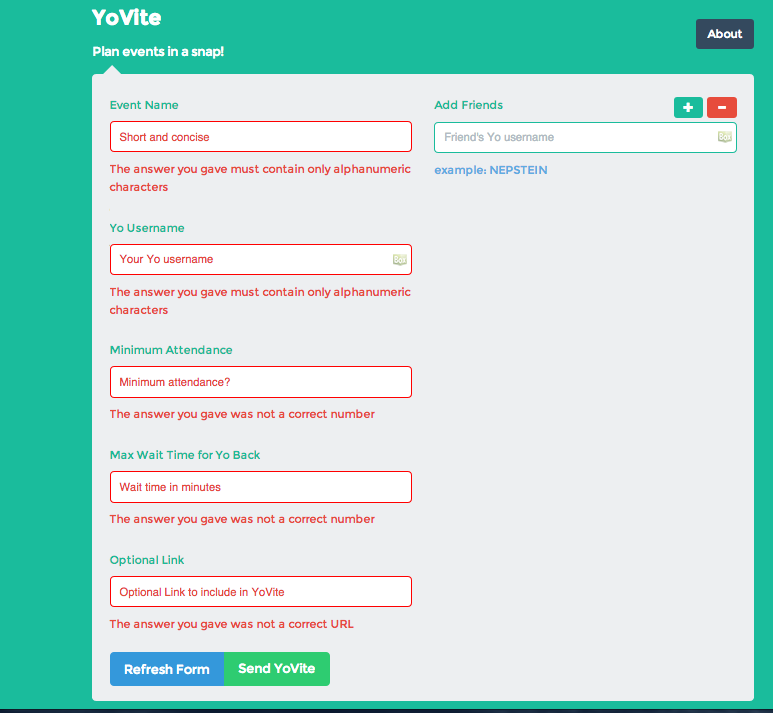 YoVite
Plan events in a snap!
About
Event Name
Short and concise
The answer you gave must contain only alphanumeric
characters
Yo Username
Your Yo username
The answer you gave must contain only alphanumeric
characters
Minimum Attendance
Minimum attendance?
The answer you gave was not a correct number
Max Wait Time for Yo Back
Wait time in minutes
The answer you gave was not a correct number
Optional Link
Optional Link to include in YoVite
The answer you gave was not a correct URL
Refresh Form
Send YoVite
Add Friends
+
-
Friend's Yo username
example: NEPSTEIN